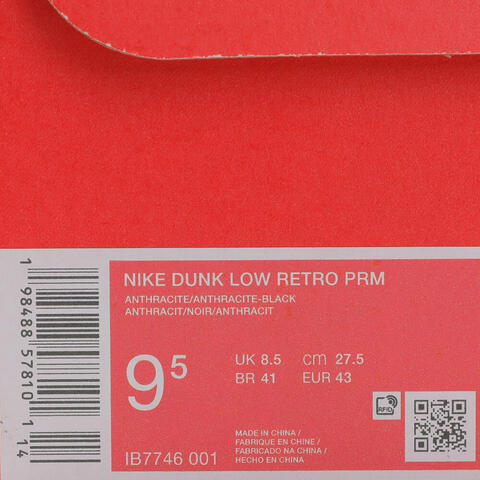 NIKE DUNK LOW RETRO PRM
ANTHRACITE/ANTHRACITE-BLACK
ANTHRACIT/NOIR/ANTHRACIT
9 5
UK 8.5 cm 27.5
BR 41 EUR 43
RFID
MADE IN CHINA /
FABRIQUE EN CHINE /
FABRICADO NA CHINA /
HECHO EN CHINA
IB7746 001
1 98488 57810 1 14